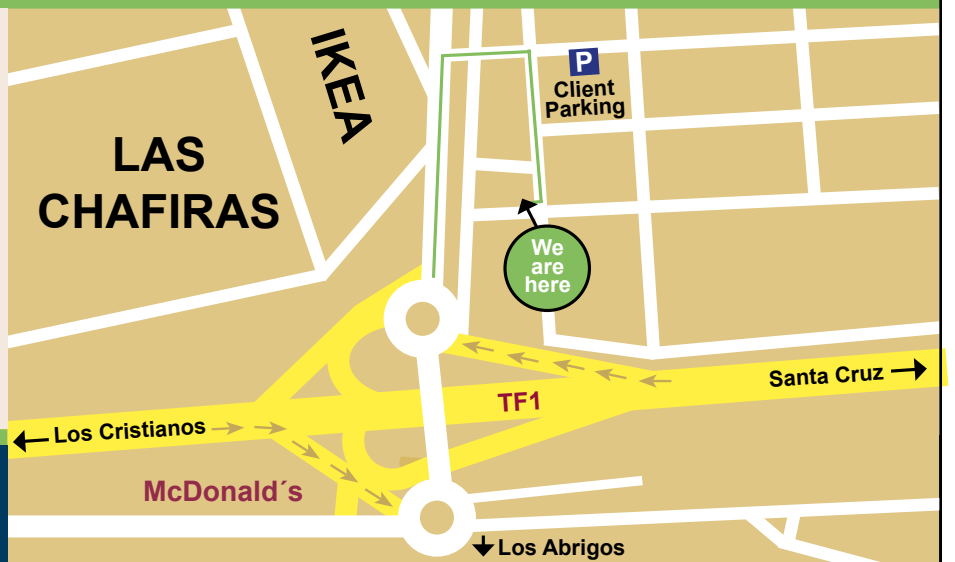 IKEA
P
Client
Parking
LAS
CHAFIRAS
We
are
here
Santa Cruz
TF1
Los Cristianos
McDonald´s
Los Abrigos